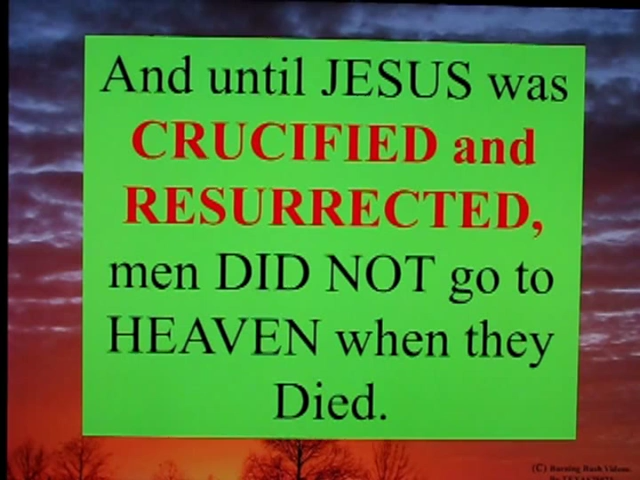 And until JESUS was
CRUCIFIED and
RESURRECTED,
men DID NOT go to
HEAVEN when they
Died.
(C) Burning Bush Videos